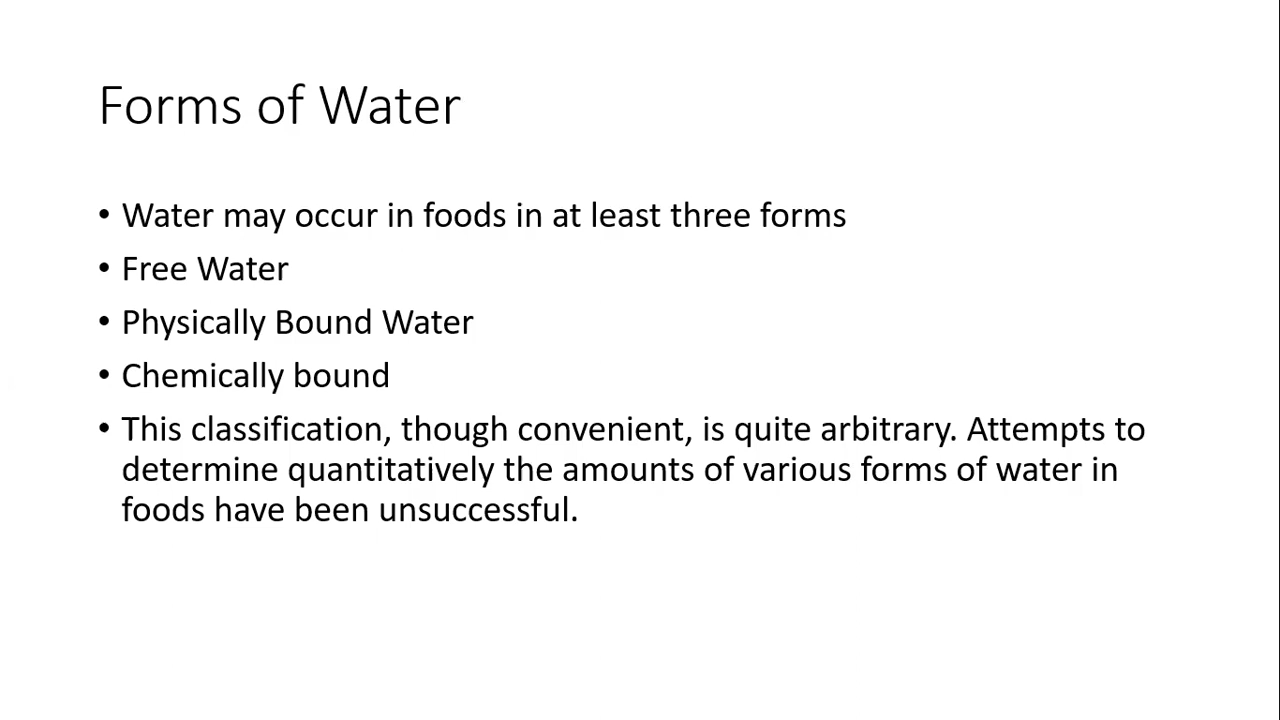 Forms of Water
• Water may occur in foods in at least three forms
• Free Water
• Physically Bound Water
• Chemically bound
• This classification, though convenient, is quite arbitrary. Attempts to
determine quantitatively the amounts of various forms of water in
foods have been unsuccessful.